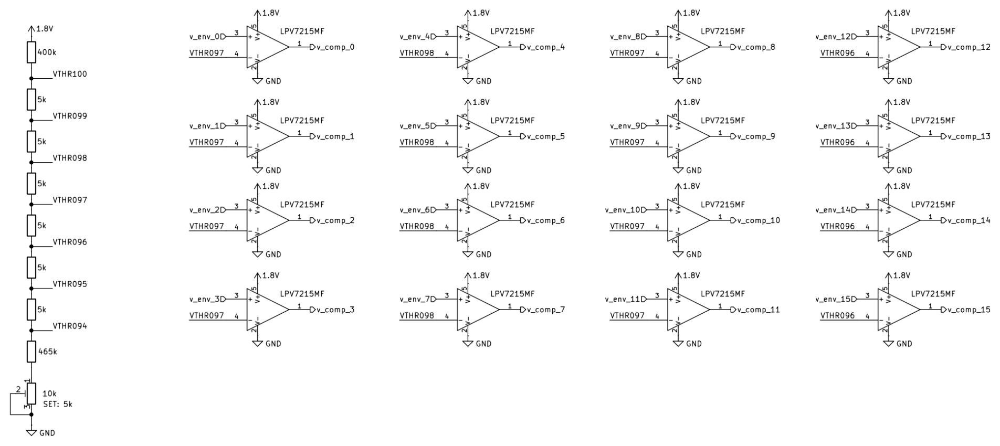 1.8V
400k
VTHR100
5k
VTHR099
5k
VTHR098
5k
VTHR097
5k
VTHR096
5k
VTHR095
5k
VTHR094
465k
1
2
10k
SET: 5k
3
GND
1.8V
5
LPV7215MF
v_env_0 3 + V+ 1 v_comp_0
VTHR097 4 - V-
2
GND
1.8V
5
LPV7215MF
v_env_1 3 + V+ 1 v_comp_1
VTHR097 4 - V-
2
GND
1.8V
5
LPV7215MF
v_env_2 3 + V+ 1 v_comp_2
VTHR097 4 - V-
2
GND
1.8V
5
LPV7215MF
v_env_3 3 + V+ 1 v_comp_3
VTHR097 4 - V-
2
GND
1.8V
5
LPV7215MF
v_env_4 3 + V+ 1 v_comp_4
VTHR098 4 - V-
2
GND
1.8V
5
LPV7215MF
v_env_5 3 + V+ 1 v_comp_5
VTHR098 4 - V-
2
GND
1.8V
5
LPV7215MF
v_env_6 3 + V+ 1 v_comp_6
VTHR098 4 - V-
2
GND
1.8V
5
LPV7215MF
v_env_7 3 + V+ 1 v_comp_7
VTHR098 4 - V-
2
GND
1.8V
5
LPV7215MF
v_env_8 3 + V+ 1 v_comp_8
VTHR097 4 - V-
2
GND
1.8V
5
LPV7215MF
v_env_9 3 + V+ 1 v_comp_9
VTHR097 4 - V-
2
GND
1.8V
5
LPV7215MF
v_env_10 3 + V+ 1 v_comp_10
VTHR097 4 - V-
2
GND
1.8V
5
LPV7215MF
v_env_11 3 + V+ 1 v_comp_11
VTHR097 4 - V-
2
GND
1.8V
5
LPV7215MF
v_env_12 3 + V+ 1 v_comp_12
VTHR096 4 - V-
2
GND
1.8V
5
LPV7215MF
v_env_13 3 + V+ 1 v_comp_13
VTHR096 4 - V-
2
GND
1.8V
5
LPV7215MF
v_env_14 3 + V+ 1 v_comp_14
VTHR096 4 - V-
2
GND
1.8V
5
LPV7215MF
v_env_15 3 + V+ 1 v_comp_15
VTHR096 4 - V-
2
GND